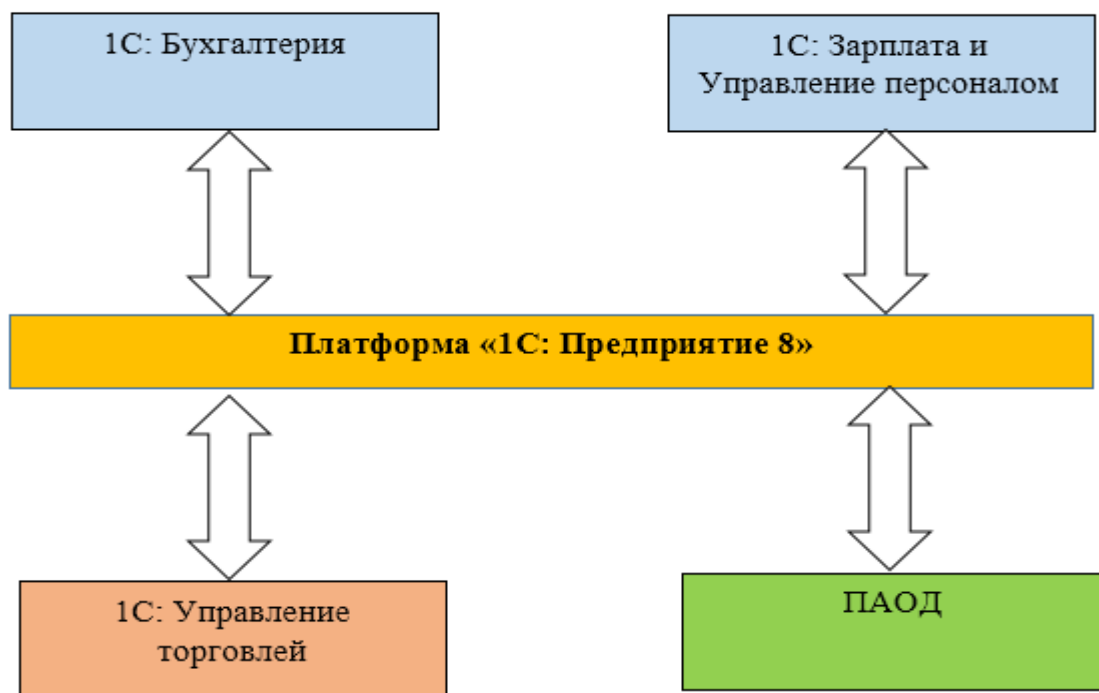 1С: Бухгалтерия
1С: Зарплата и
Управление персоналом
Платформа «1С: Предприятие 8»
1С: Управление
торговлей
ПАОД